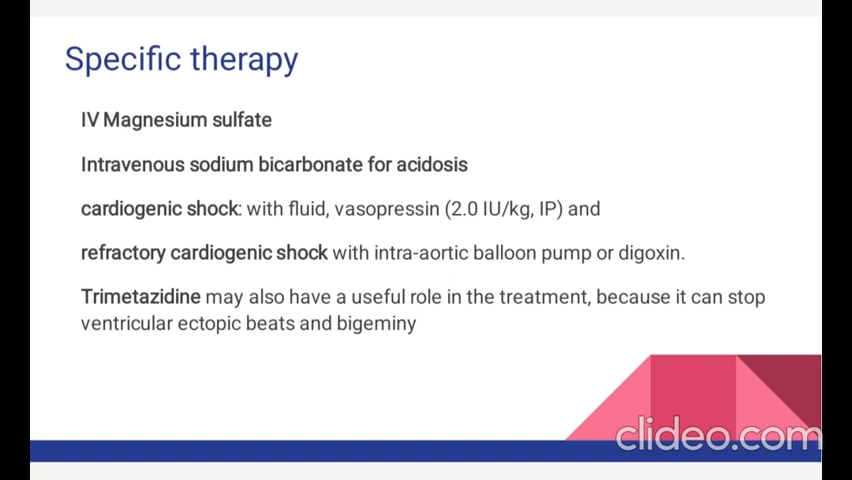 Specific therapy
IV Magnesium sulfate
Intravenous sodium bicarbonate for acidosis
cardiogenic shock: with fluid, vasopressin (2.0 IU/kg, IP) and
refractory cardiogenic shock with intra-aortic balloon pump or digoxin.
Trimetazidine may also have a useful role in the treatment, because it can stop
ventricular ectopic beats and bigeminy
clideo.com